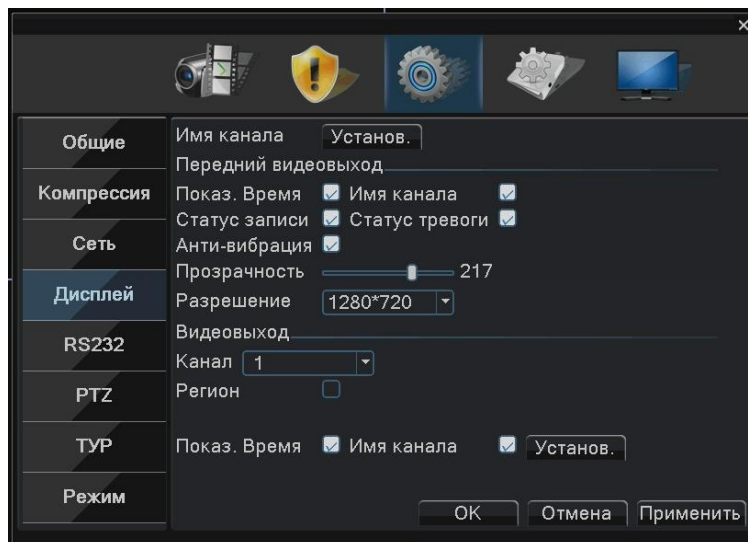 Общие
Компрессия
Сеть
Дисплей
RS232
PTZ
ТУР
Режим
Имя канала Установ.
Передний видеовыход
Показ. Время Имя канала
Статус записи Статус тревоги
Анти-вибрация
Прозрачность 217
Разрешение 1280*720
Видеовыход
Канал 1
Регион
Показ. Время Имя канала Установ.
OK Отмена Применить